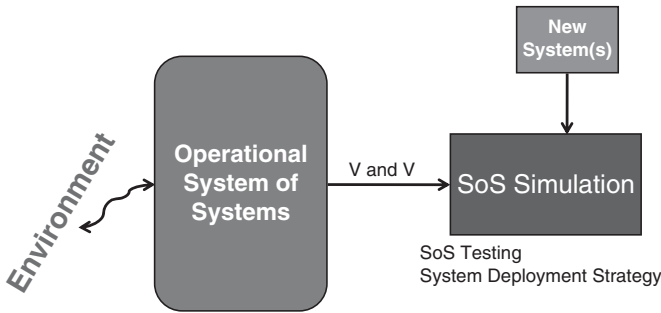 New
System(s)
Environment
Operational
System of
Systems
V and V
SoS Simulation
SoS Testing
System Deployment Strategy